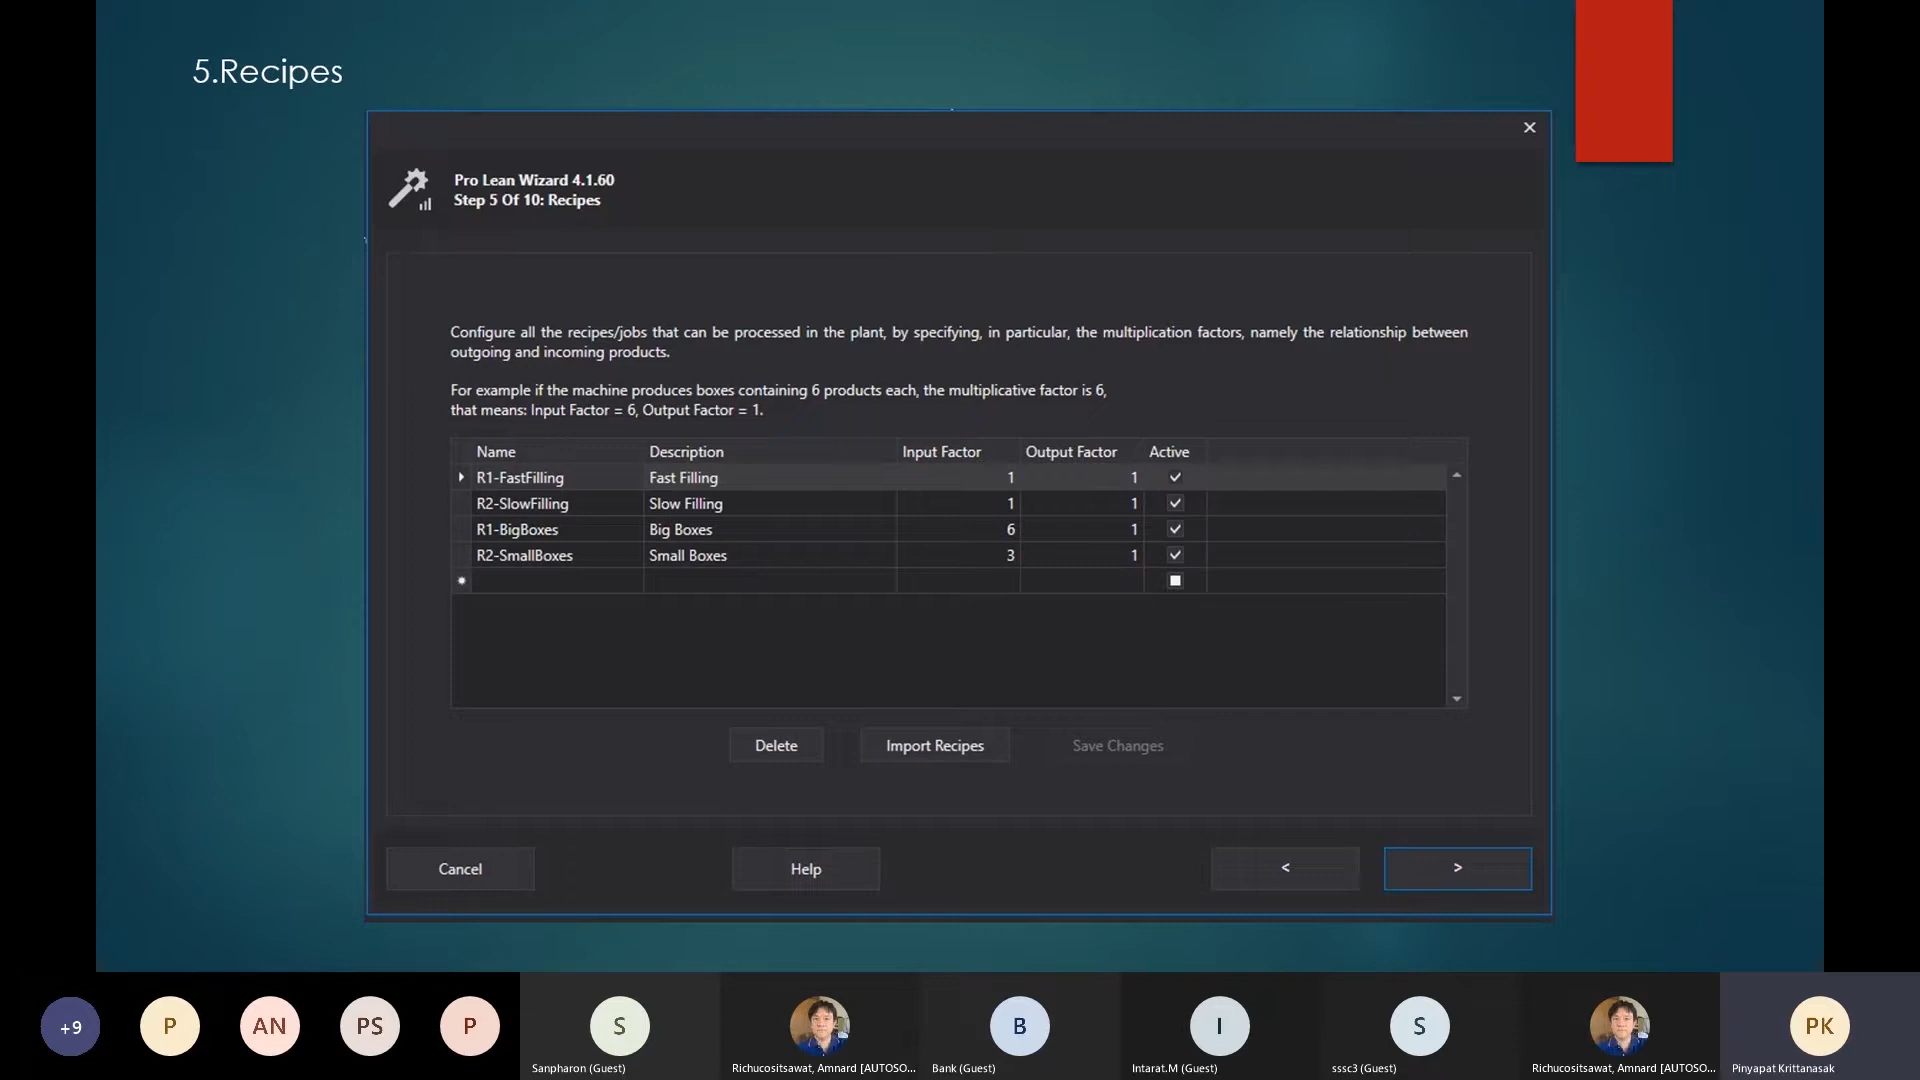 5.Recipes
Pro Lean Wizard 4.1.60
Step 5 Of 10: Recipes
Configure all the recipes/jobs that can be processed in the plant, by specifying, in particular, the multiplication factors, namely the relationship between
outgoing and incoming products.
For example if the machine produces boxes containing 6 products each, the multiplicative factor is 6,
that means: Input Factor = 6, Output Factor = 1.
Name Description Input Factor Output Factor Active
R1-FastFilling Fast Filling 1 1
R2-SlowFilling Slow Filling 1 1
R1-BigBoxes Big Boxes 6 1
R2-SmallBoxes Small Boxes 3 1
Delete Import Recipes Save Changes
Cancel Help < >
+9 P AN PS P S B I S PK
Sanpharon (Guest) Richucositsawat, Amnard [AUTOSO... Bank (Guest) Intarat.M (Guest) sssc3 (Guest) Richucositsawat, Amnard [AUTOSO... Pinyapat Krittanasak